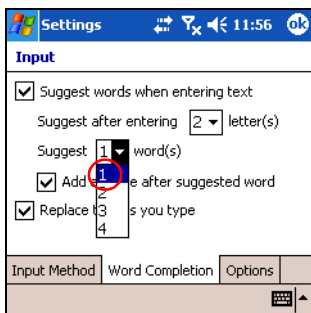 Settings 11:56 ok
Input
Suggest words when entering text
Suggest after entering 2 letter(s)
Suggest 1 word(s)
1
Add e after suggested word
2
Replace t s you type
3
4
Input Method Word Completion Options